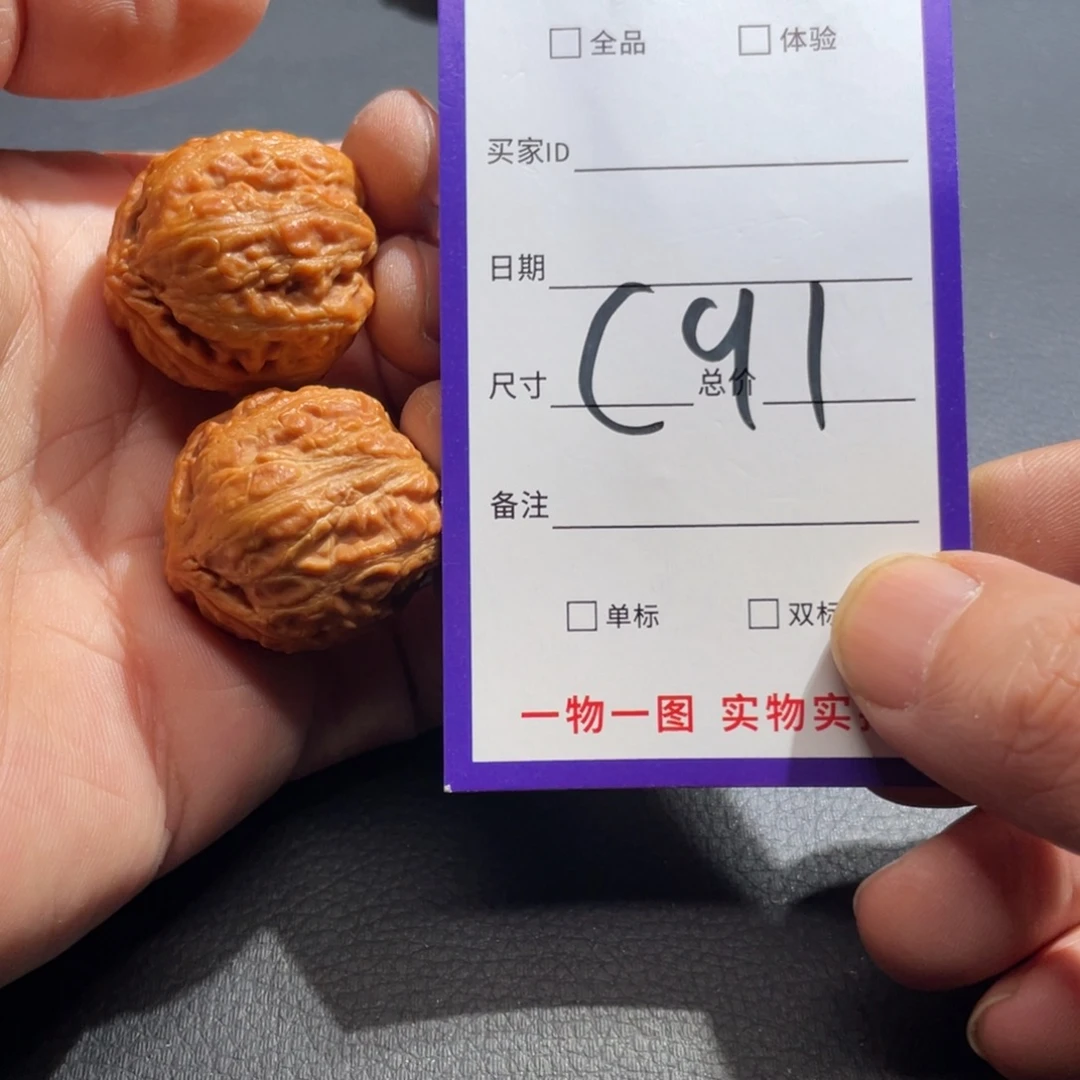 □ 全品 □ 体验
买家ID
日期
C91
尺寸 总价
备注
□ 单标 □ 双标
一物一图 实物实